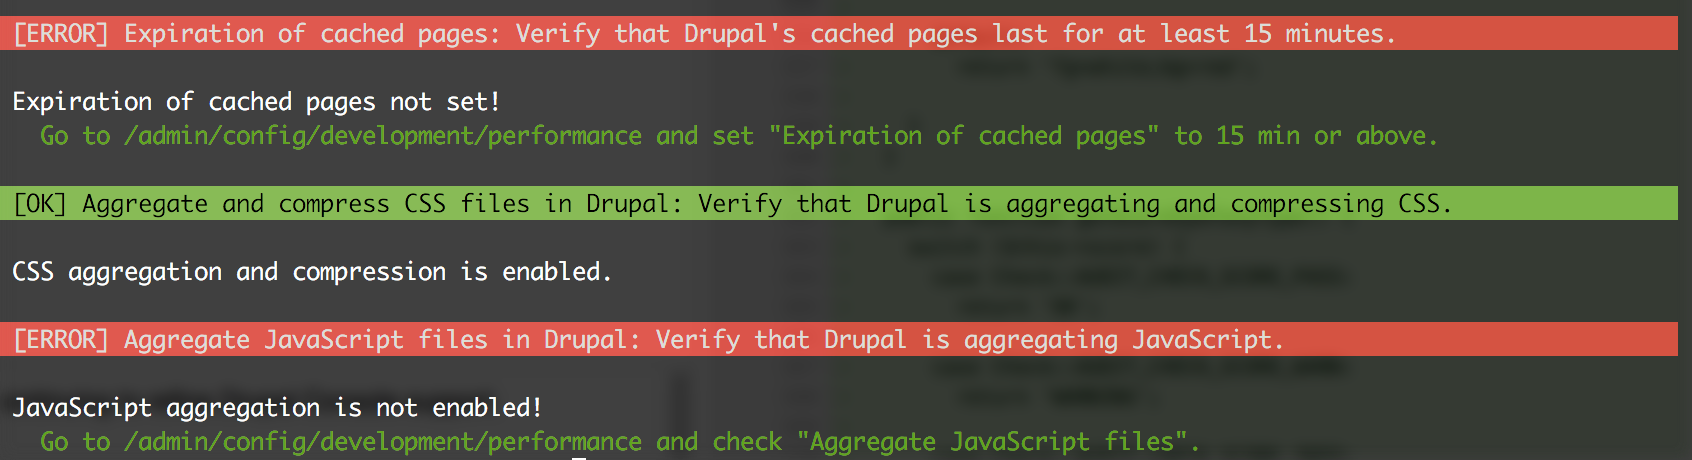 [ERROR] Expiration of cached pages: Verify that Drupal's cached pages last for at least 15 minutes.
Expiration of cached pages not set!
Go to /admin/config/development/performance and set "Expiration of cached pages" to 15 min or above.
[OK] Aggregate and compress CSS files in Drupal: Verify that Drupal is aggregating and compressing CSS.
CSS aggregation and compression is enabled.
[ERROR] Aggregate JavaScript files in Drupal: Verify that Drupal is aggregating JavaScript.
JavaScript aggregation is not enabled!
Go to /admin/config/development/performance and check "Aggregate JavaScript files".